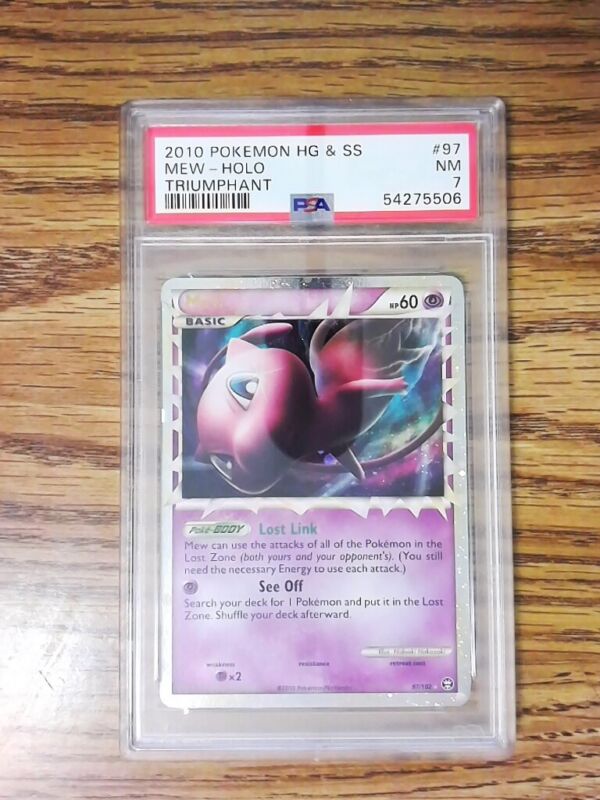 2010 POKEMON HG & SS #97
MEW - HOLO NM
TRIUMPHANT 7
PSA 54275506
HP60
BASIC
Poké-BODY Lost Link
Mew can use the attacks of all of the Pokémon in the
Lost Zone (both yours and your opponent's). (You still
need the necessary Energy to use each attack.)
See Off
Search your deck for 1 Pokémon and put it in the Lost
Zone. Shuffle your deck afterward.
weakness resistance retreat cost
×2
©2010 Pokémon/Nintendo 97/102